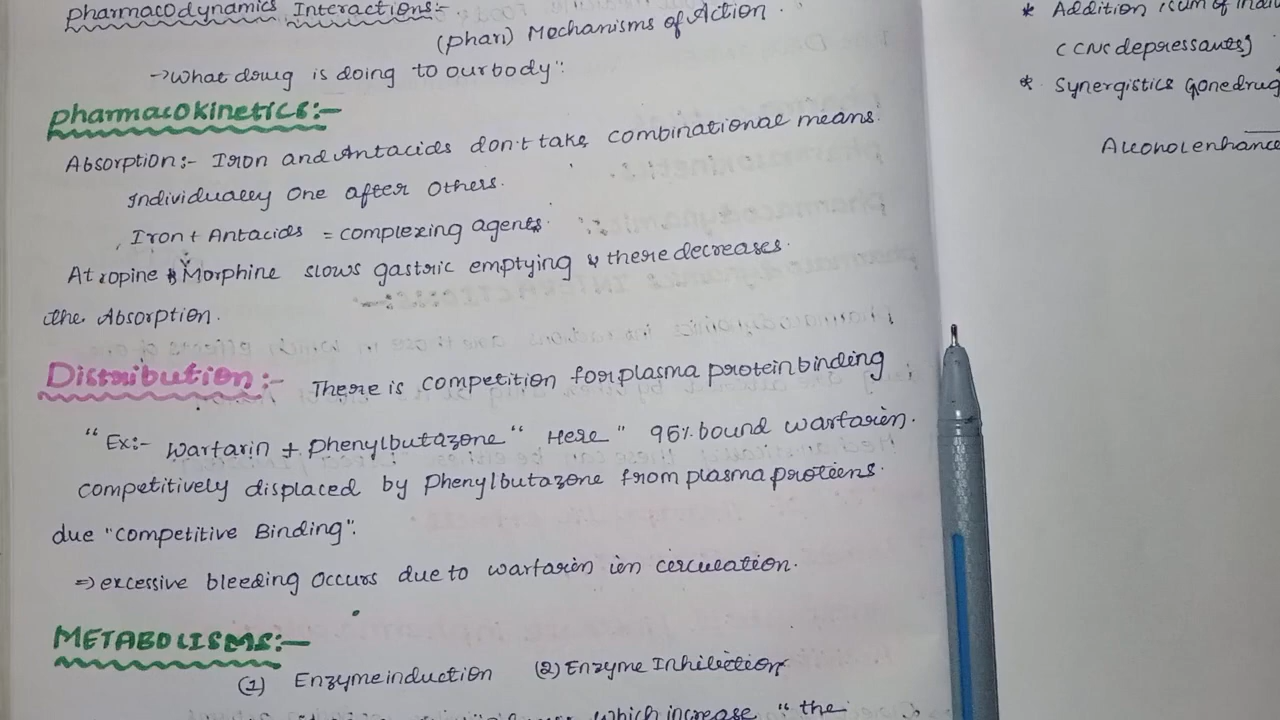 pharmacodynamics Interactions:-
(phar) Mechanisms of Action.
→What drug is doing to our body":
pharmacokinetics:-
Absorption:- Iron and Antacids don't take combinational means.
Individually One after Others.
Iron + Antacids = complexing agents.
Atropine & Morphine slows gastric emptying & there decreases.
the Absorption.
Distribution:- There is competition for plasma protein binding
"Ex:- Warfarin + Phenylbutazone" Here" 95% bound warfarin.
competitively displaced by Phenylbutazone from plasma proteins.
due "Competitive Binding".
⇒ excessive bleeding occurs due to warfarin in circulation.
METABOLISMS:-
(1) Enzyme induction (2) Enzyme Inhibition
which increase "the
* Addition (sum of
(CNS depressants)
* Synergistics (one drug
Alcohol enhance